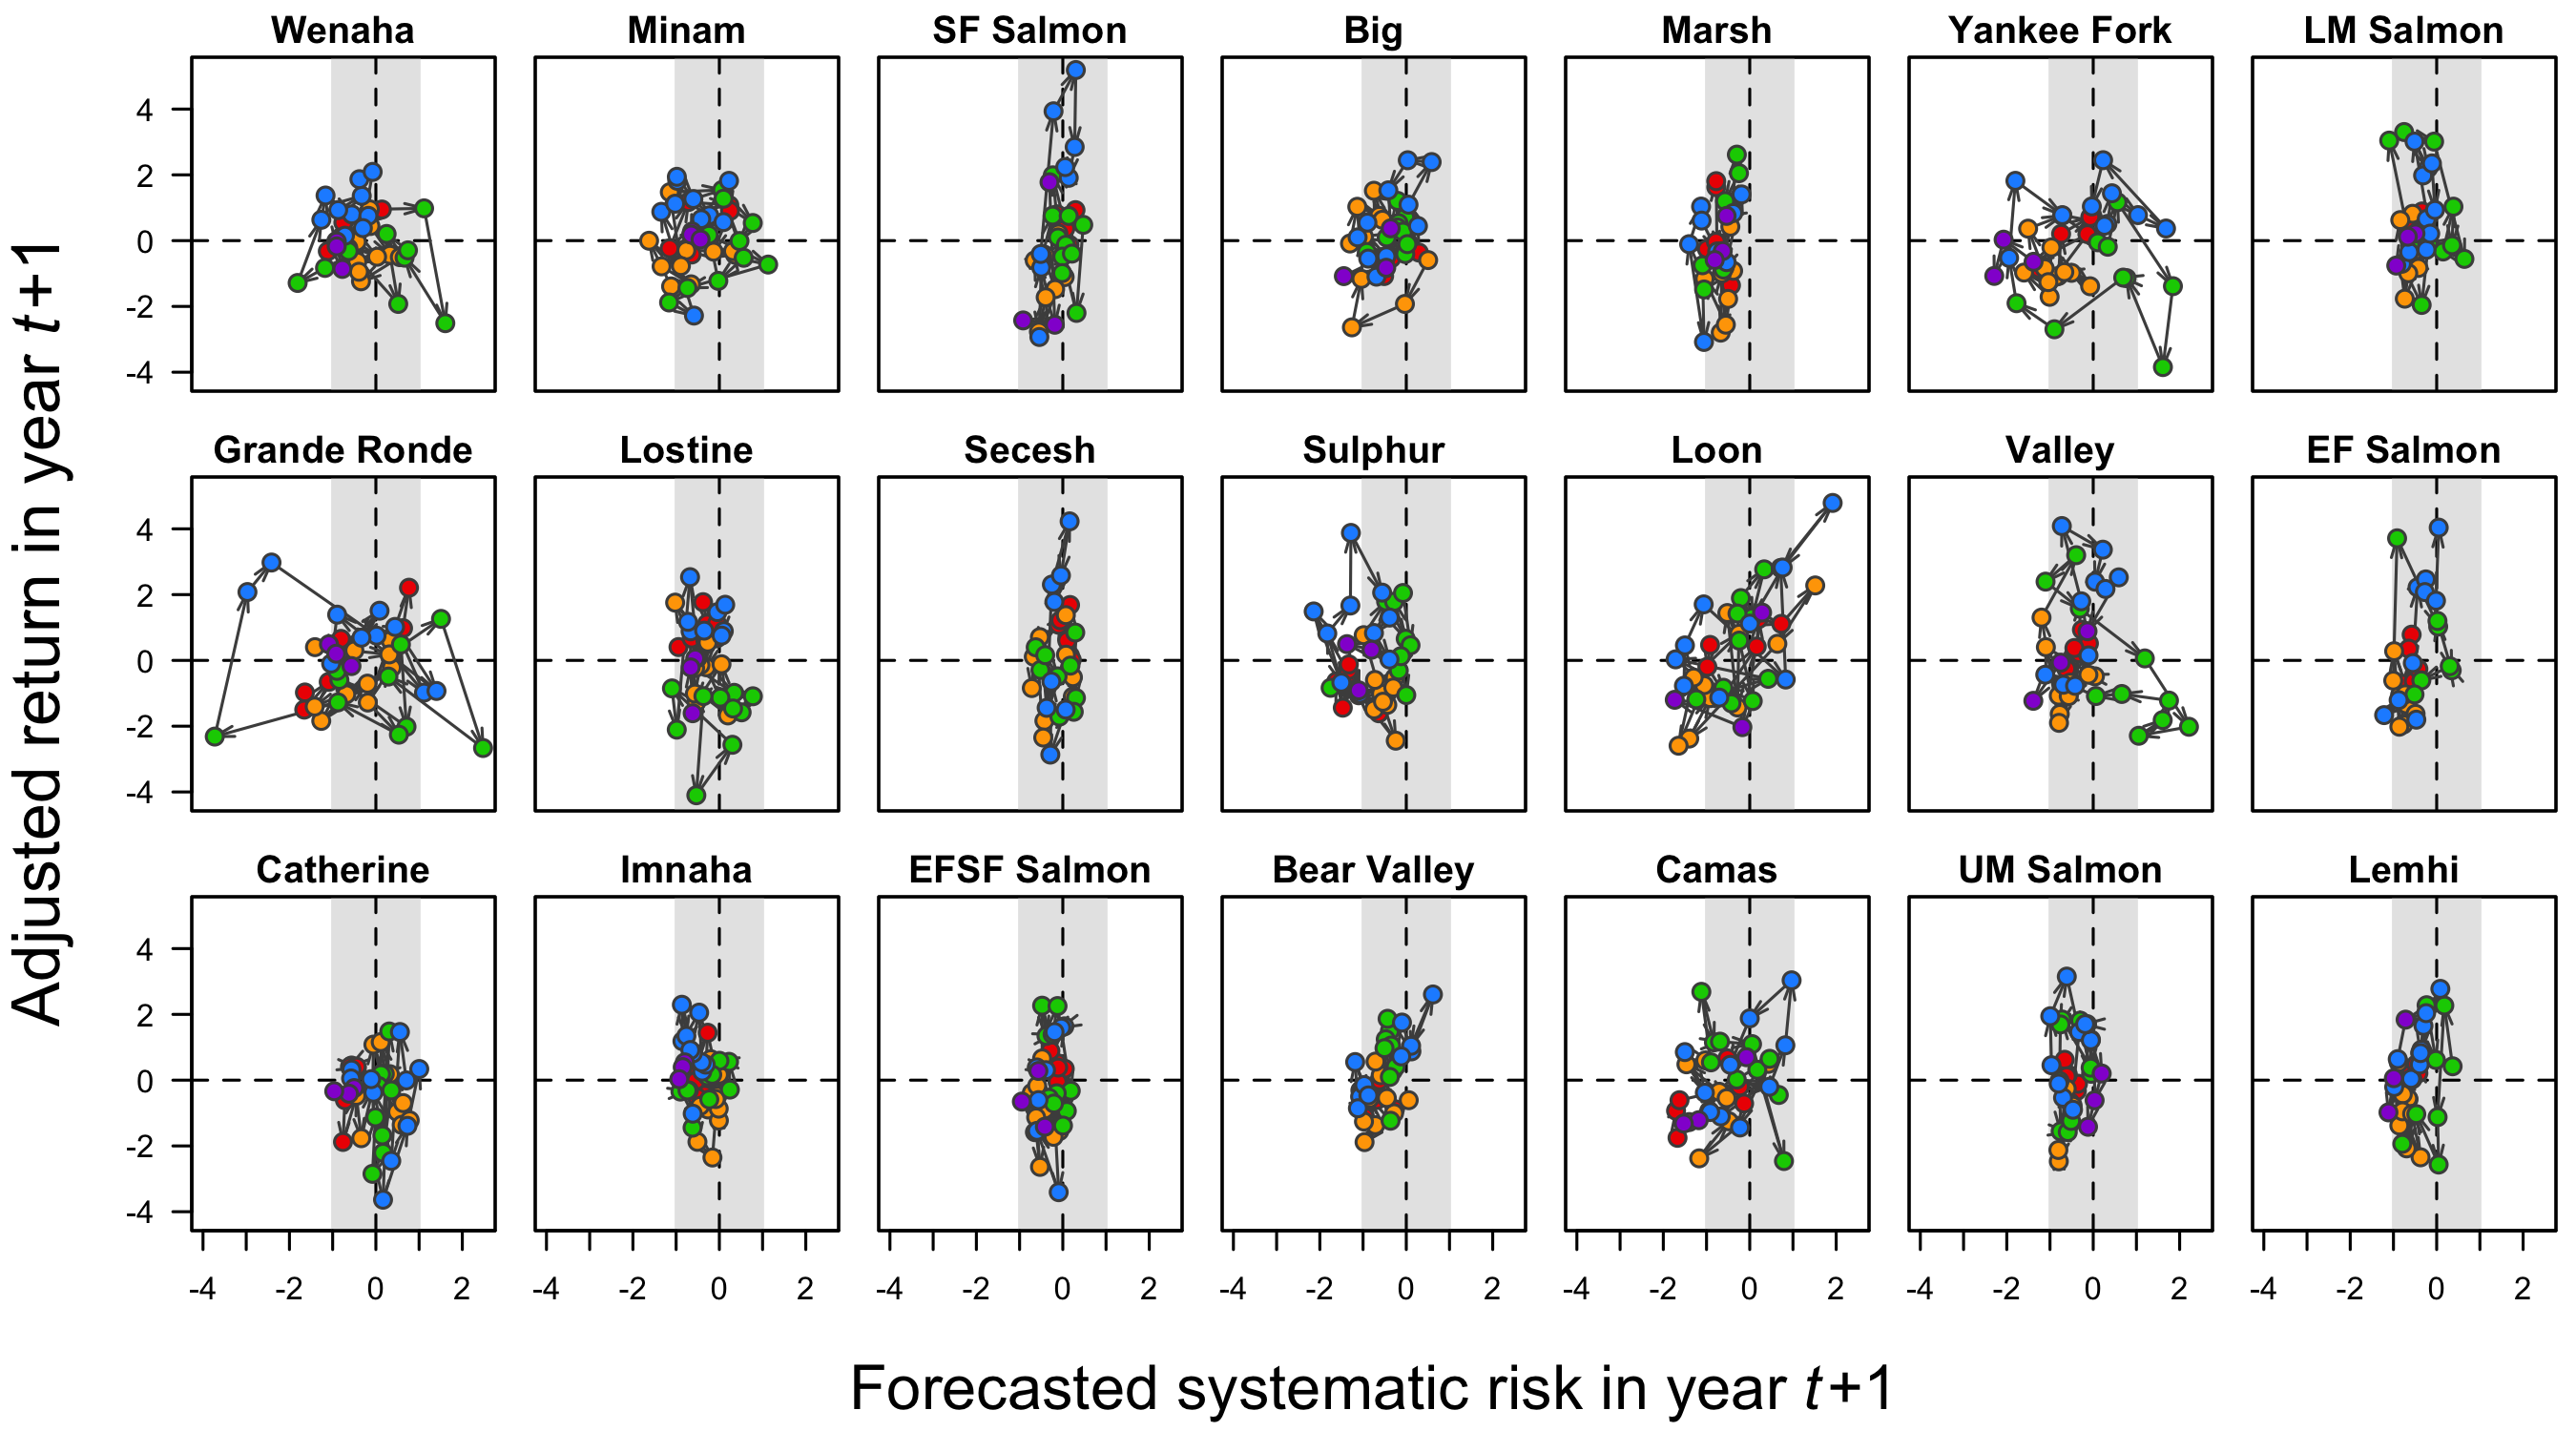 Wenaha Minam SF Salmon Big Marsh Yankee Fork LM Salmon
4
2
0
-2
-4
Grande Ronde Lostine Secesh Sulphur Loon Valley EF Salmon
4
2
0
-2
-4
Catherine Imnaha EFSF Salmon Bear Valley Camas UM Salmon Lemhi
4
2
0
-2
-4
-4 -2 0 2 -4 -2 0 2 -4 -2 0 2 -4 -2 0 2 -4 -2 0 2 -4 -2 0 2 -4 -2 0 2
Adjusted return in year t+1
Forecasted systematic risk in year t+1